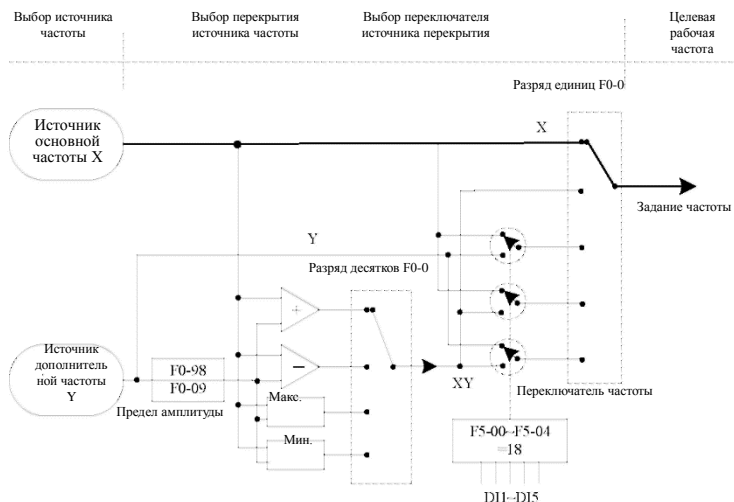 Выбор источника
частоты
Выбор перекрытия
источника частоты
Выбор переключателя
источника перекрытия
Целевая
рабочая
частота
Разряд единиц F0-0
Источник
основной
частоты X
X
Задание частоты
Y
Разряд десятков F0-0
+
Источник
дополнитель
ной частоты
Y
F0-98
F0-09
Предел амплитуды
−
XY
Макс.
Мин.
Переключатель частоты
F5-00~F5-04
=18
DI1~DI5